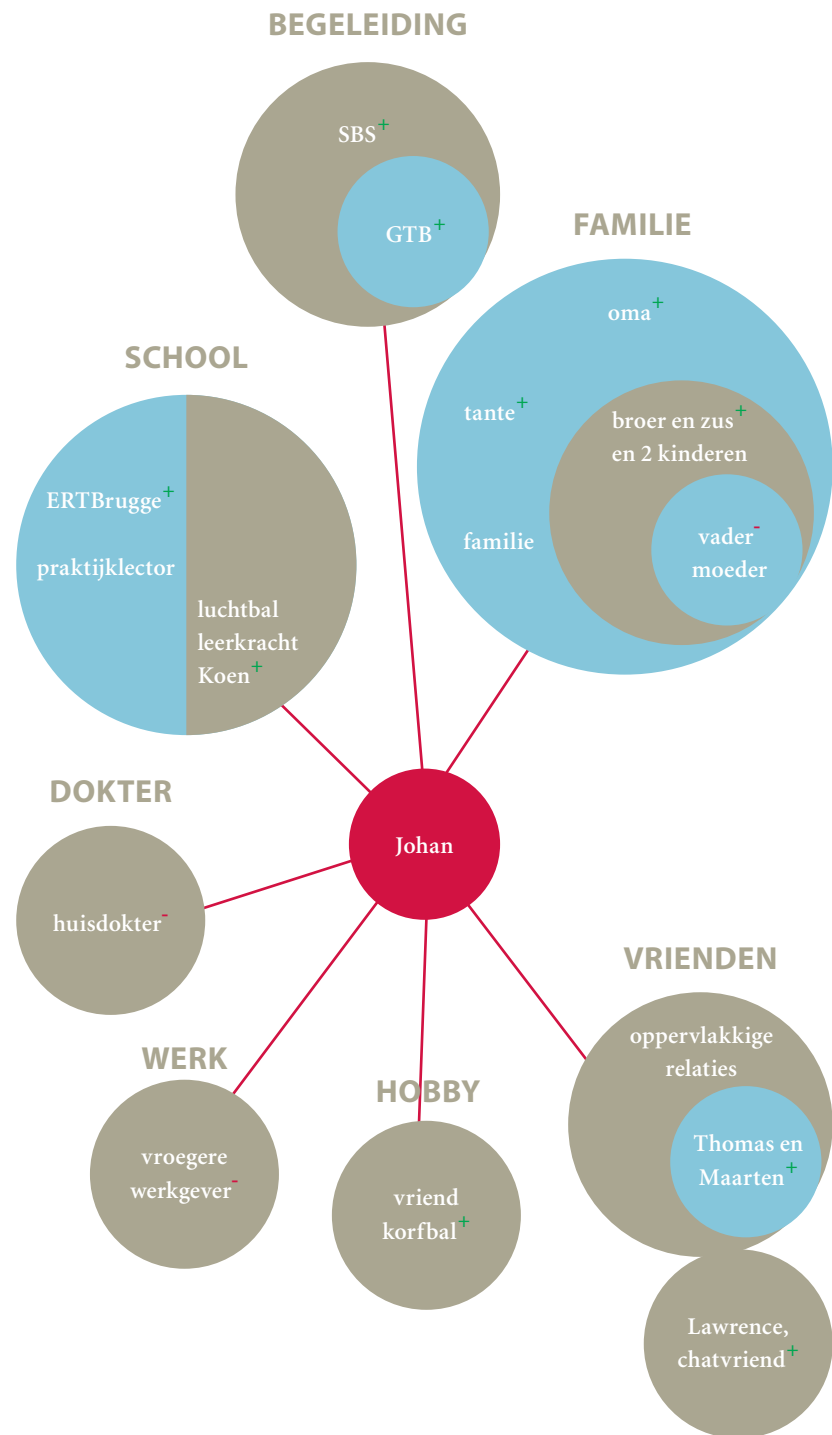 BEGELEIDING
SBS+
GTB+
FAMILIE
oma+
tante+
broer en zus+
en 2 kinderen
familie
vader-
moeder
SCHOOL
ERTBrugge+
praktijklector
luchtbal
leerkracht
Koen+
Johan
DOKTER
huisdokter-
WERK
vroegere
werkgever-
HOBBY
vriend
korfbal+
VRIENDEN
oppervlakkige
relaties
Thomas en
Maarten+
Lawrence,
chatvriend+